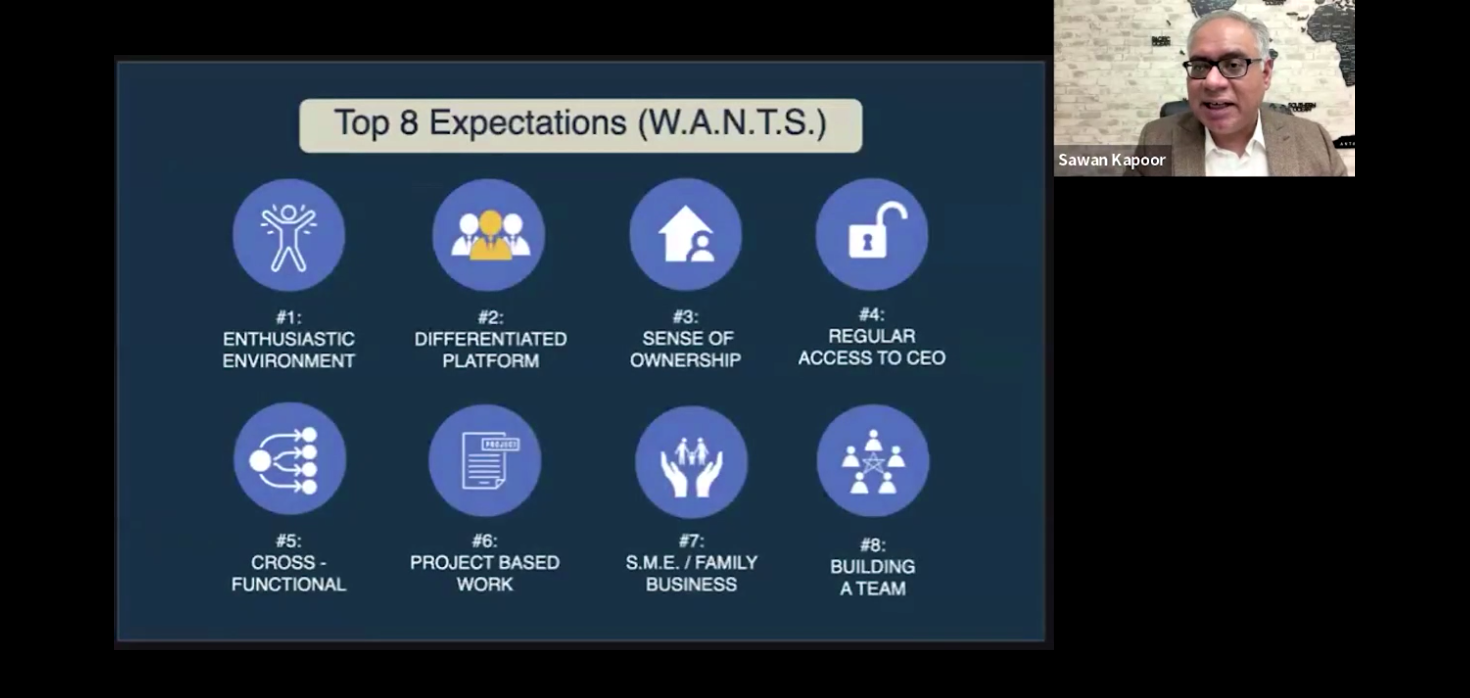 Top 8 Expectations (W.A.N.T.S.)
#1:
ENTHUSIASTIC
ENVIRONMENT
#2:
DIFFERENTIATED
PLATFORM
#3:
SENSE OF
OWNERSHIP
#4:
REGULAR
ACCESS TO CEO
#5:
CROSS -
FUNCTIONAL
PROJECT
#6:
PROJECT BASED
WORK
#7:
S.M.E. / FAMILY
BUSINESS
#8:
BUILDING
A TEAM
Sawan Kapoor